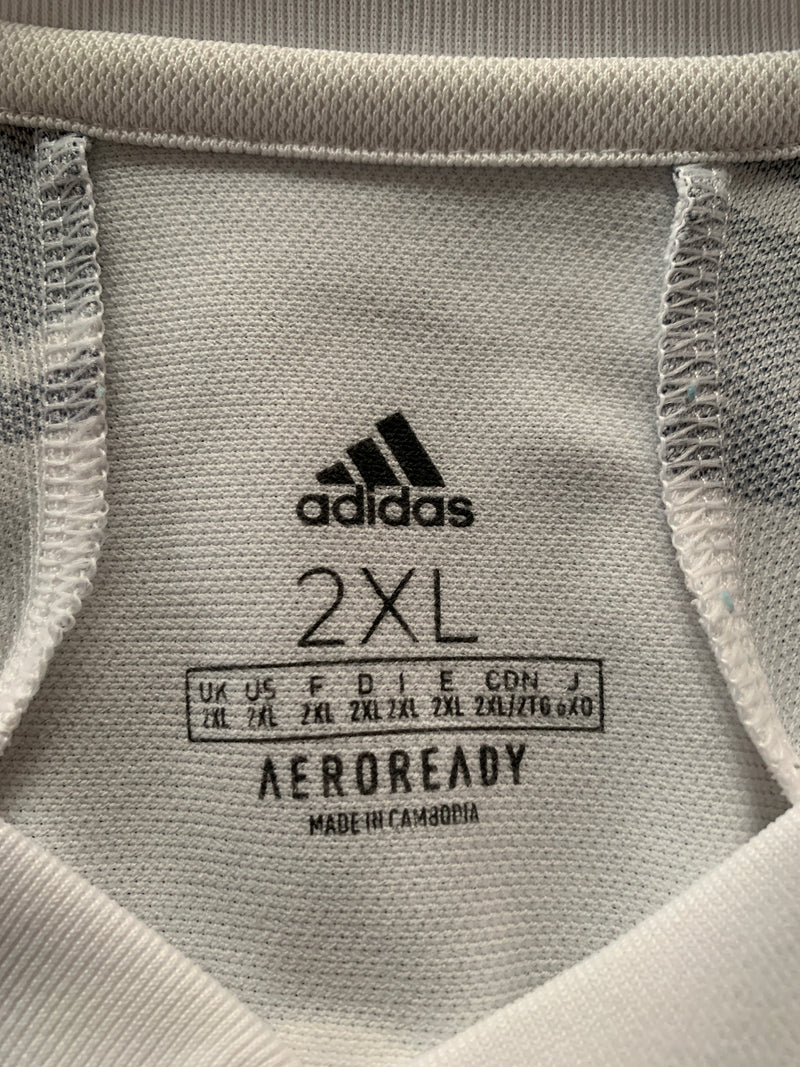 adidas
2XL
UK US F D I E CDN J
2XL 2XL 2XL 2XL 2XL 2XL 2XL/2TG 6XO
AEROREADY
MADE IN CAMBODIA